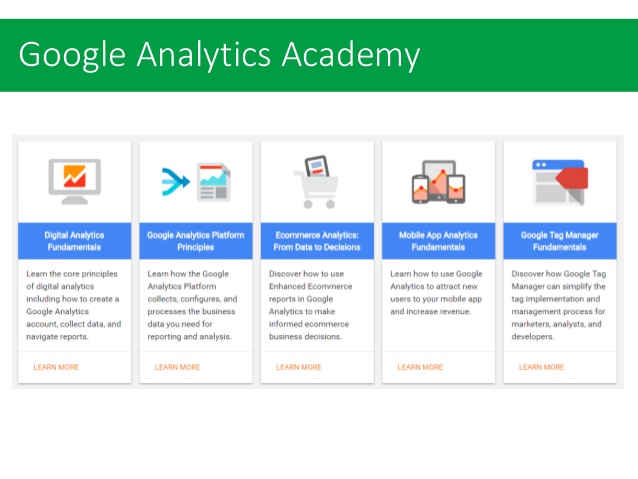 Google Analytics Academy
Digital Analytics
Fundamentals
Learn the core principles
of digital analytics
including how to create a
Google Analytics
account, collect data, and
navigate reports.
LEARN MORE
Google Analytics Platform
Principles
Learn how the Google
Analytics Platform
collects, configures, and
processes the business
data you need for
reporting and analysis.
LEARN MORE
Ecommerce Analytics:
From Data to Decisions
Discover how to use
Enhanced Ecommerce
reports in Google
Analytics to make
informed ecommerce
business decisions.
LEARN MORE
Mobile App Analytics
Fundamentals
Learn how to use Google
Analytics to attract new
users to your mobile app
and increase revenue.
LEARN MORE
Google Tag Manager
Fundamentals
Discover how Google Tag
Manager can simplify the
tag implementation and
management process for
marketers, analysts, and
developers.
LEARN MORE